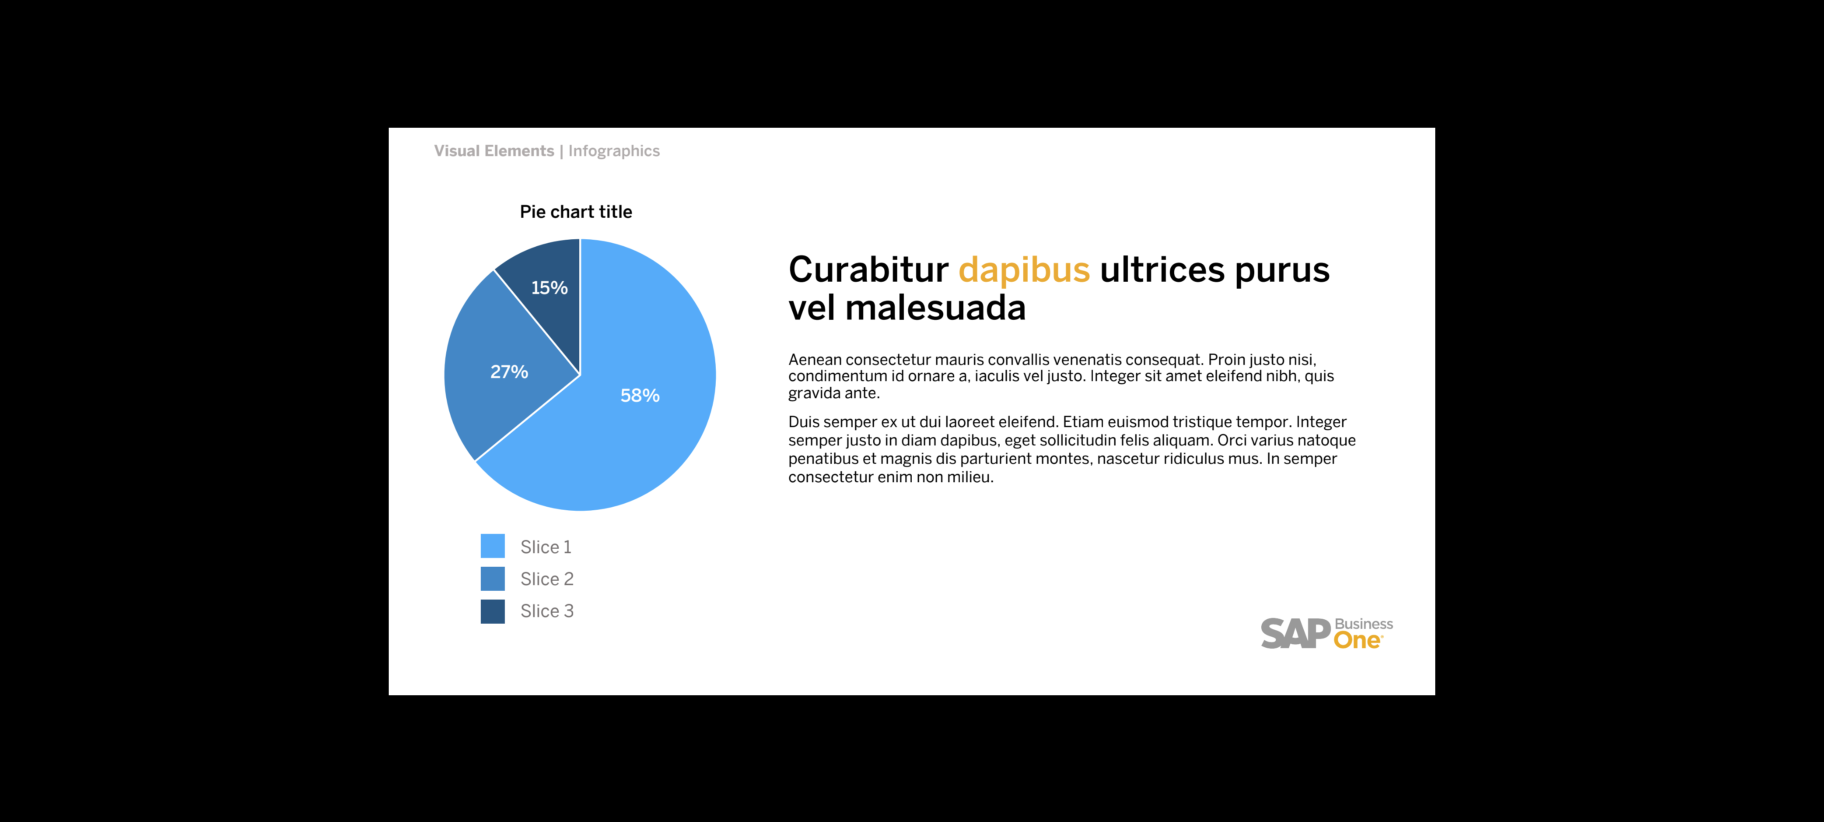 Visual Elements | Infographics
Pie chart title
15%
27%
58%
Slice 1
Slice 2
Slice 3
Curabitur dapibus ultrices purus
vel malesuada
Aenean consectetur mauris convallis venenatis consequat. Proin justo nisi,
condimentum id ornare a, iaculis vel justo. Integer sit amet eleifend nibh, quis
gravida ante.
Duis semper ex ut dui laoreet eleifend. Etiam euismod tristique tempor. Integer
semper justo in diam dapibus, eget sollicitudin felis aliquam. Orci varius natoque
penatibus et magnis dis parturient montes, nascetur ridiculus mus. In semper
consectetur enim non milieu.
SAP Business
One